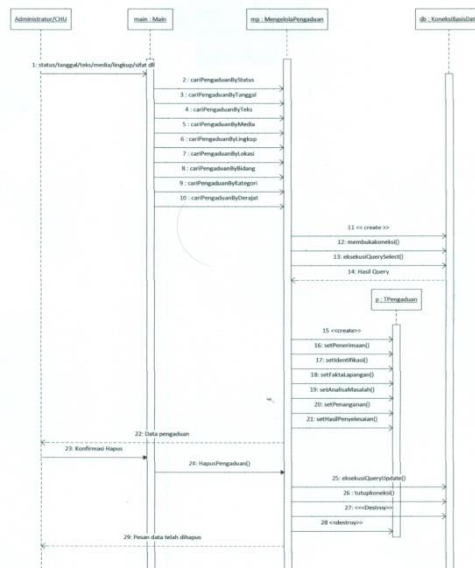 Administrator/CHU
main : Main
mp : MengelolaPengaduan
db : KoneksiBasisData
1: status/tanggal/teks/media/lingkup/sifat dll
2 : cariPengaduanByStatus
3 : cariPengaduanByTanggal
4 : cariPengaduanByTeks
5 : cariPengaduanByMedia
6 : cariPengaduanByLingkup
7 : cariPengaduanByLokasi
8 : cariPengaduanByBidang
9 : cariPengaduanByKategori
10 : cariPengaduanByDerajat
11 << create >>
12: membukakoneksi()
13: eksekusiQuerySelect()
14: Hasil Query
p : TPengaduan
15 <<create>>
16: setPenerimaan()
17: setIdentifikasi()
18: setFaktaLapangan()
19: setAnalisaMasalah()
20: setPenanganan()
21: setHasilPenyelesaian()
22: Data pengaduan
23: Konfirmasi Hapus
24: HapusPengaduan()
25: eksekusiQueryUpdate()
26 : tutupkoneksi()
27: <<<Destroy>>
28 <<destroy>>
29: Pesan data telah dihapus